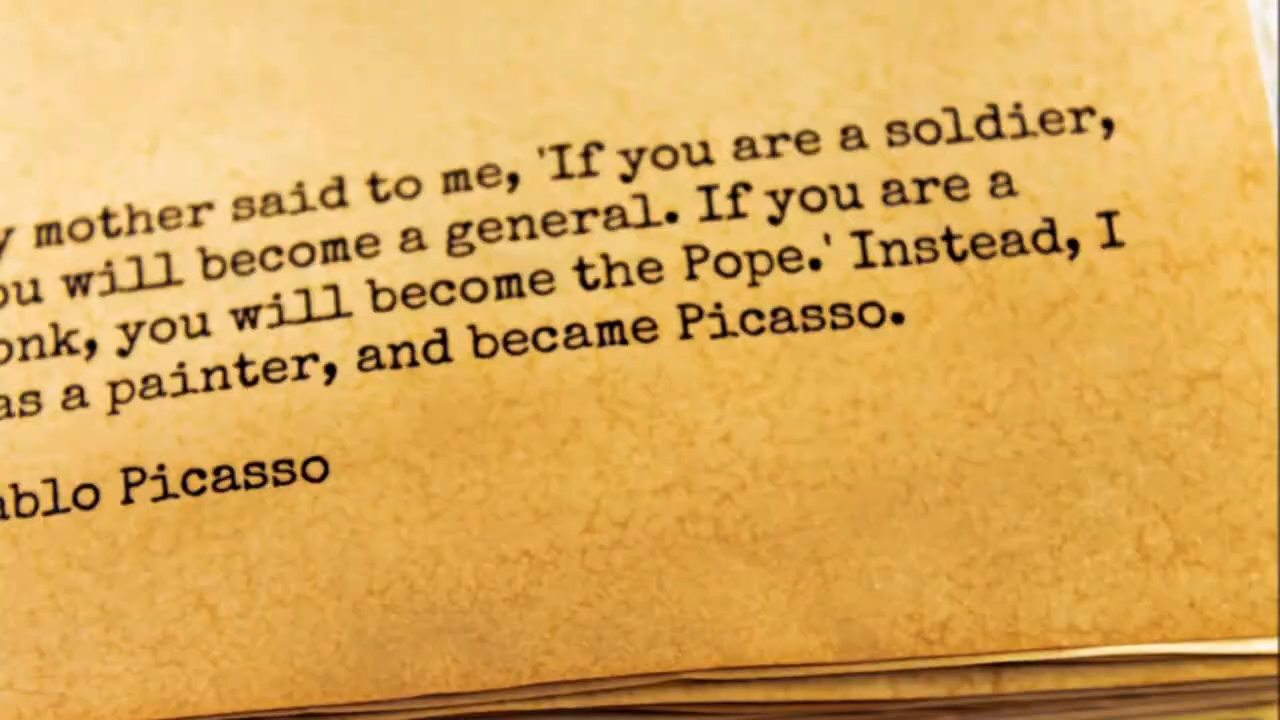 y mother said to me, 'If you are a soldier,
ou will become a general. If you are a
onk, you will become the Pope.' Instead, I
as a painter, and became Picasso.
ablo Picasso